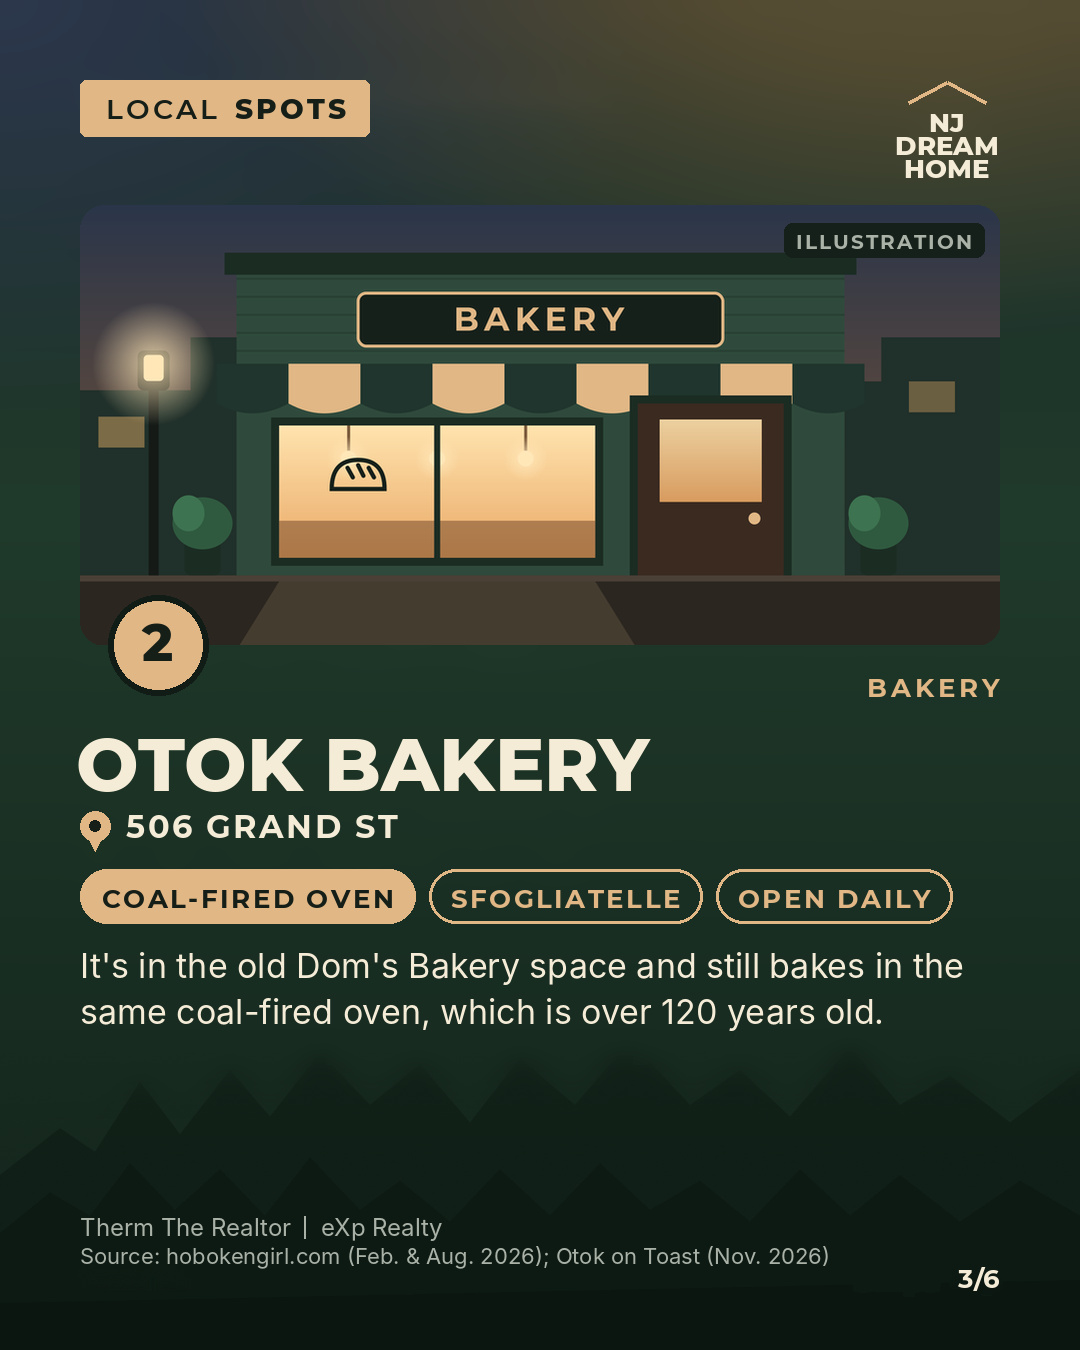 LOCAL SPOTS
NJ
DREAM
HOME
ILLUSTRATION
BAKERY
2
BAKERY
OTOK BAKERY
506 GRAND ST
COAL-FIRED OVEN
SFOGLIATELLE
OPEN DAILY
It's in the old Dom's Bakery space and still bakes in the
same coal-fired oven, which is over 120 years old.
Therm The Realtor | eXp Realty
Source: hobokengirl.com (Feb. & Aug. 2026); Otok on Toast (Nov. 2026)
3/6